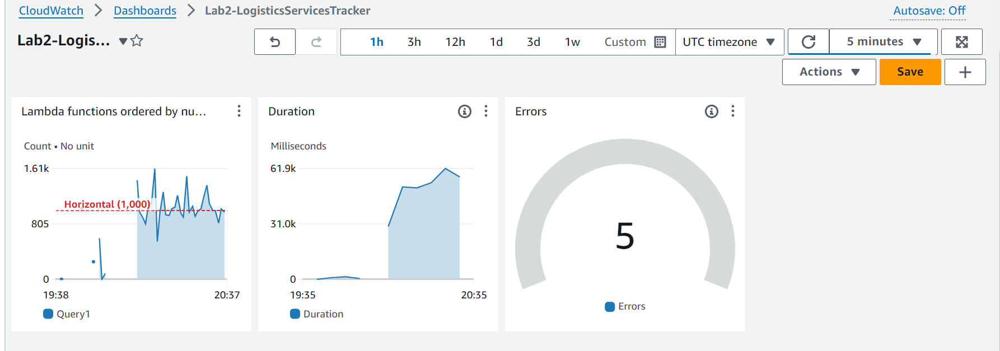 CloudWatch > Dashboards > Lab2-LogisticsServicesTracker
Autosave: Off
Lab2-Logis...
1h 3h 12h 1d 3d 1w Custom
UTC timezone
5 minutes
Actions
Save
Lambda functions ordered by nu...
Count • No unit
1.61k
Horizontal (1,000)
805
0
19:38 20:37
Query1
Duration
Milliseconds
61.9k
31.0k
0
19:35 20:35
Duration
Errors
5
Errors